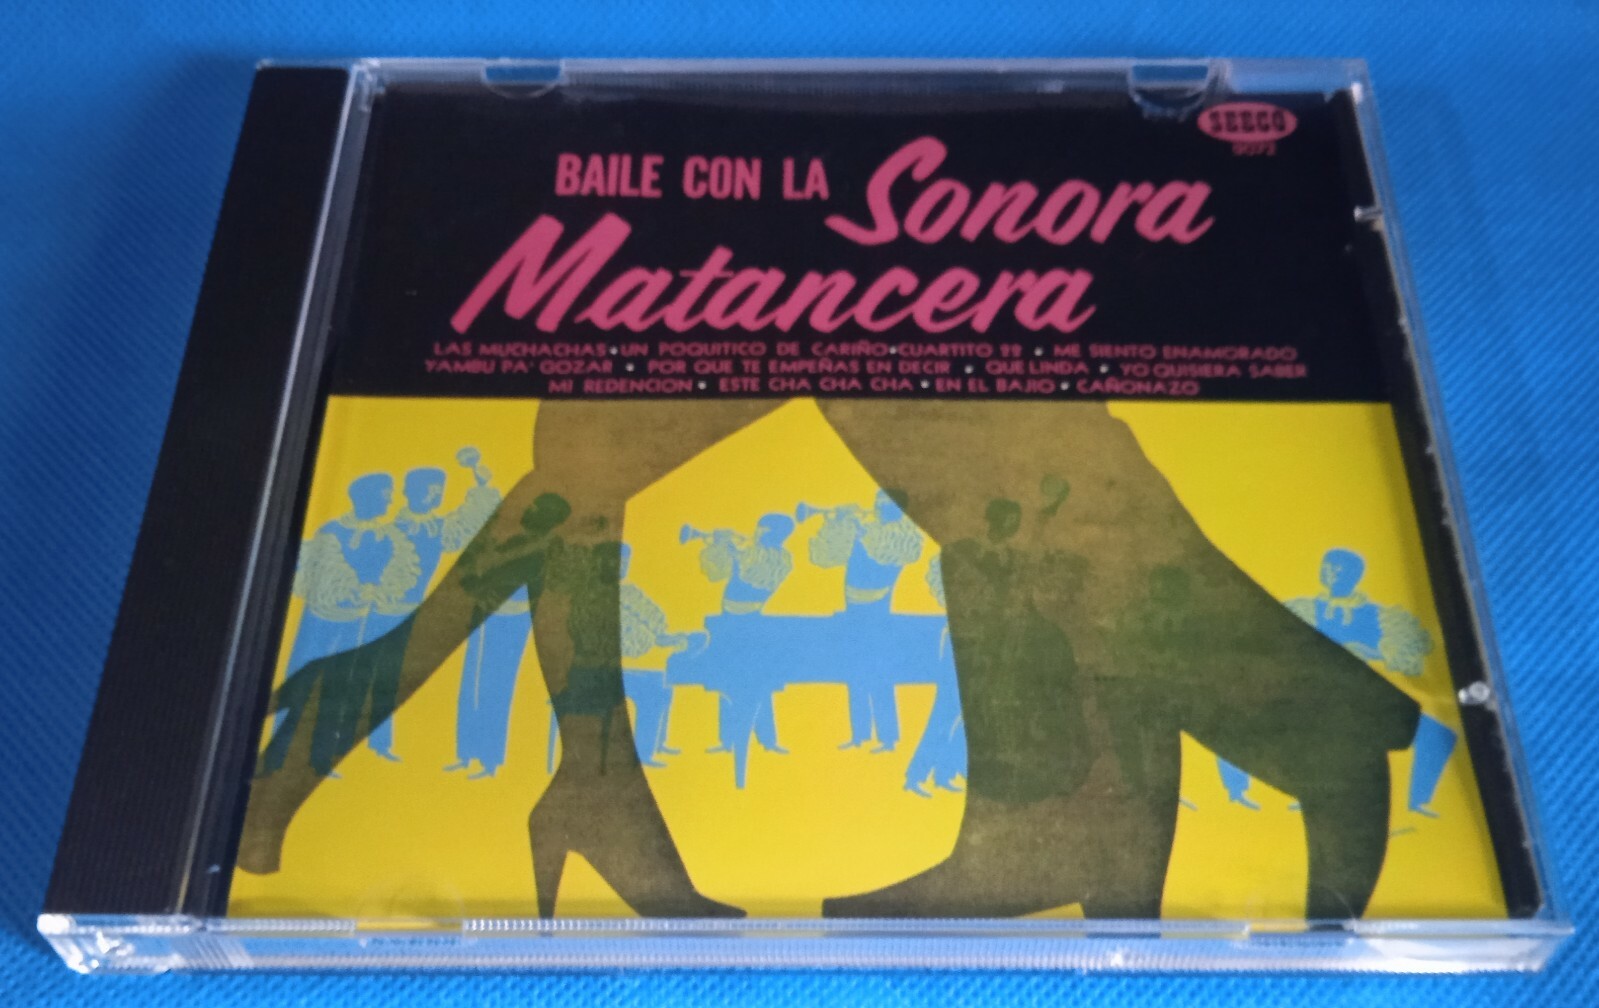 SEECO
9072
BAILE CON LA Sonora
Matancera
LAS MUCHACHAS • UN POQUITICO DE CARIÑO • CUARTITO 22 • ME SIENTO ENAMORADO
YAMBU PA' GOZAR • POR QUE TE EMPEÑAS EN DECIR • QUE LINDA • YO QUISIERA SABER
MI REDENCION • ESTE CHA CHA CHA • EN EL BAJIO • CAÑONAZO